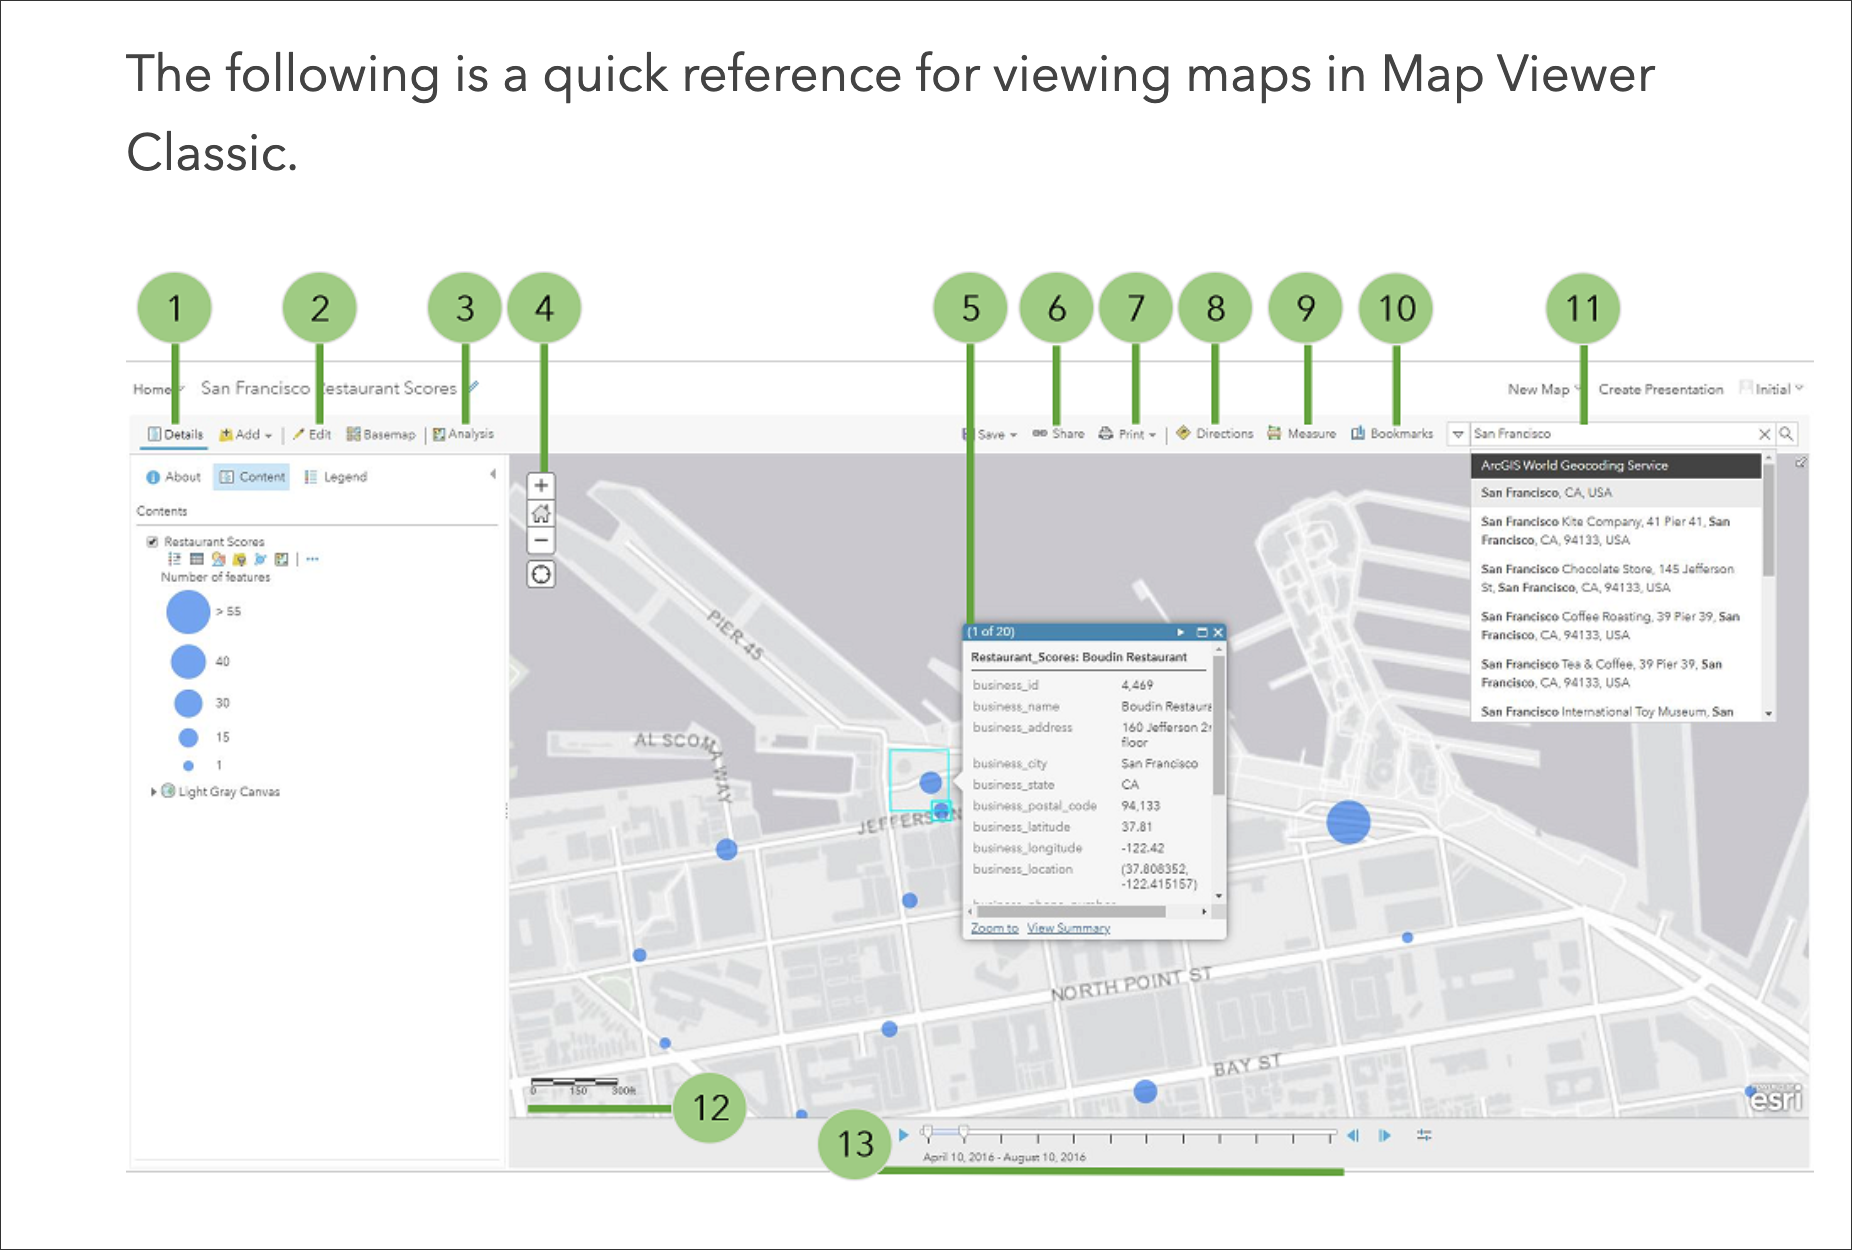 The following is a quick reference for viewing maps in Map Viewer
Classic.
1 2 3 4 5 6 7 8 9 10 11
Home San Francisco Restaurant Scores New Map Create Presentation Initial
Details Add Edit Basemap Analysis Save Share Print Directions Measure Bookmarks San Francisco
About Content Legend
Contents
Restaurant Scores
Number of features
> 55
40
30
15
1
Light Gray Canvas
ArcGIS World Geocoding Service
San Francisco, CA, USA
San Francisco Kite Company, 41 Pier 41, San
Francisco, CA, 94133, USA
San Francisco Chocolate Store, 145 Jefferson
St, San Francisco, CA, 94133, USA
San Francisco Coffee Roasting, 39 Pier 39, San
Francisco, CA, 94133, USA
San Francisco Tea & Coffee, 39 Pier 39, San
Francisco, CA, 94133, USA
San Francisco International Toy Museum, San
PIER 45
AL SCOMA WAY
JEFFERSON
(1 of 20)
Restaurant_Scores: Boudin Restaurant
business_id 4,469
business_name Boudin Restaura
business_address 160 Jefferson 2r
floor
business_city San Francisco
business_state CA
business_postal_code 94,133
business_latitude 37.81
business_longitude -122.42
business_location (37.808352,
-122.415157)
Zoom to View Summary
NORTH POINT ST
BAY ST
0 150 300ft
12
esri
13
April 10, 2016 - August 10, 2016